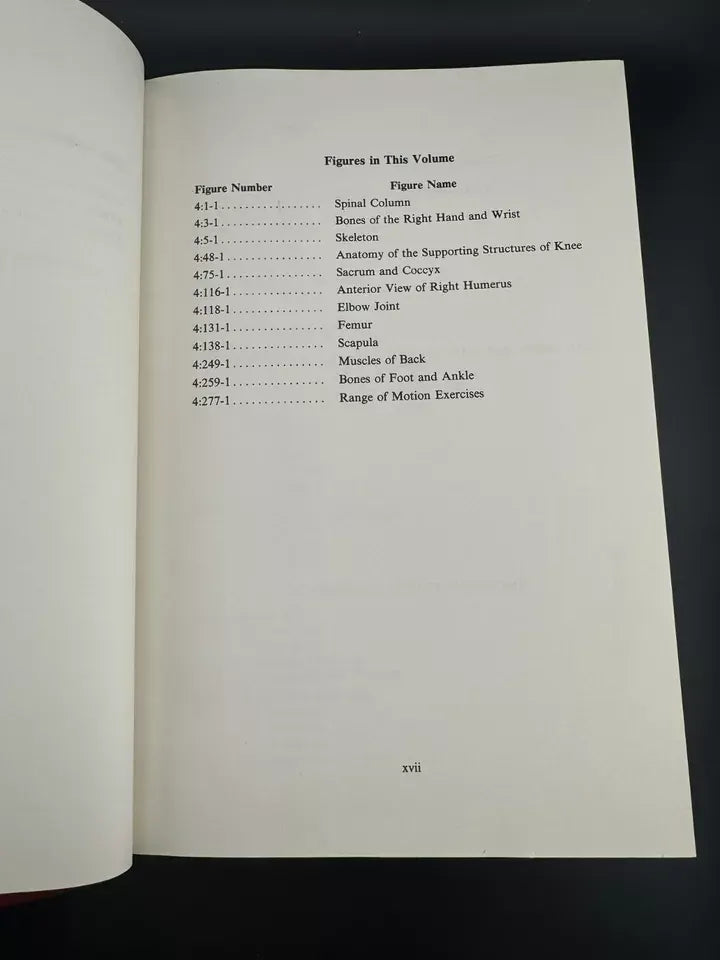 Figures in This Volume
Figure Number Figure Name
4:1-1 ................. Spinal Column
4:3-1 ................. Bones of the Right Hand and Wrist
4:5-1 ................. Skeleton
4:48-1 ................ Anatomy of the Supporting Structures of Knee
4:75-1 ................ Sacrum and Coccyx
4:116-1 ............... Anterior View of Right Humerus
4:118-1 ............... Elbow Joint
4:131-1 ............... Femur
4:138-1 ............... Scapula
4:249-1 ............... Muscles of Back
4:259-1 ............... Bones of Foot and Ankle
4:277-1 ............... Range of Motion Exercises
xvii